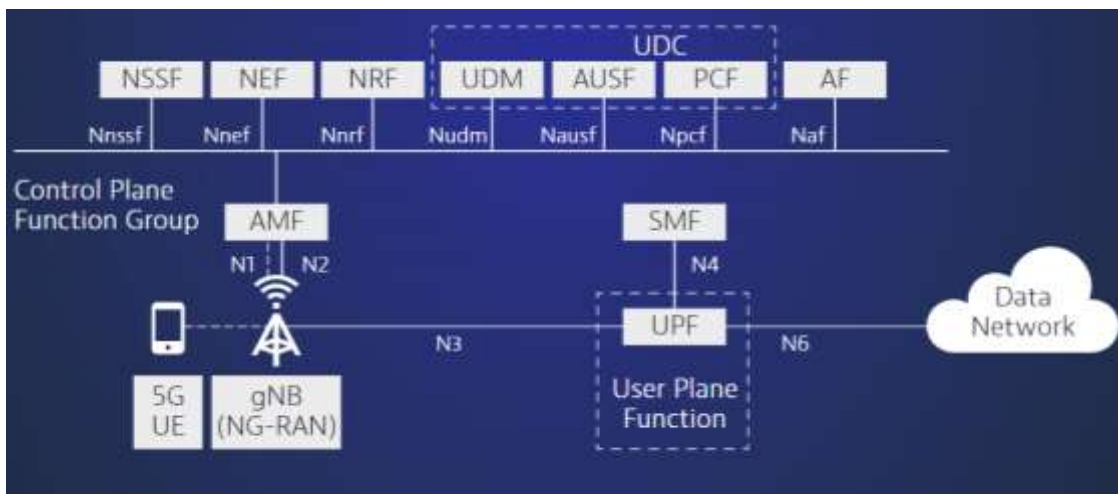 UDC
NSSF
NEF
NRF
UDM
AUSF
PCF
AF
Nnssf
Nnef
Nnrf
Nudm
Nausf
Npcf
Naf
Control Plane
Function Group
AMF
SMF
N1
N2
N4
UPF
Data
Network
N3
N6
5G
UE
gNB
(NG-RAN)
User Plane
Function